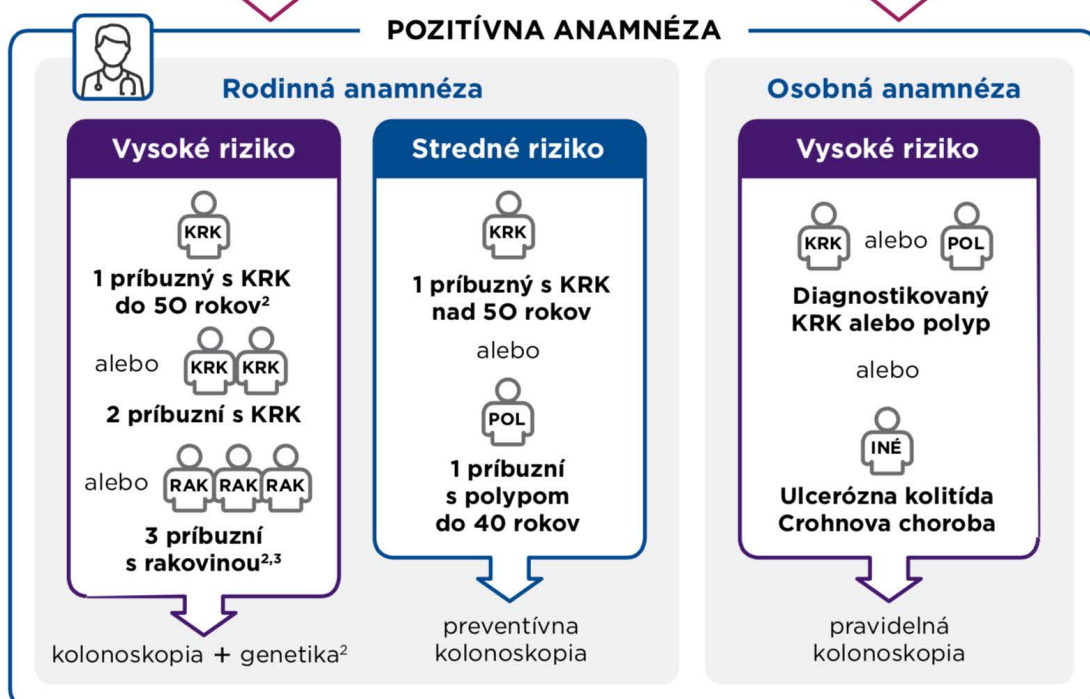 POZITÍVNA ANAMNÉZA
Rodinná anamnéza
Vysoké riziko
KRK
1 príbuzný s KRK
do 50 rokov²
alebo KRK KRK
2 príbuzní s KRK
alebo RAK RAK RAK
3 príbuzní
s rakovinou²,³
kolonoskopia + genetika²
Stredné riziko
KRK
1 príbuzný s KRK
nad 50 rokov
alebo
POL
1 príbuzní
s polypom
do 40 rokov
preventívna
kolonoskopia
Osobná anamnéza
Vysoké riziko
KRK alebo POL
Diagnostikovaný
KRK alebo polyp
alebo
INÉ
Ulcerózna kolitída
Crohnova choroba
pravidelná
kolonoskopia